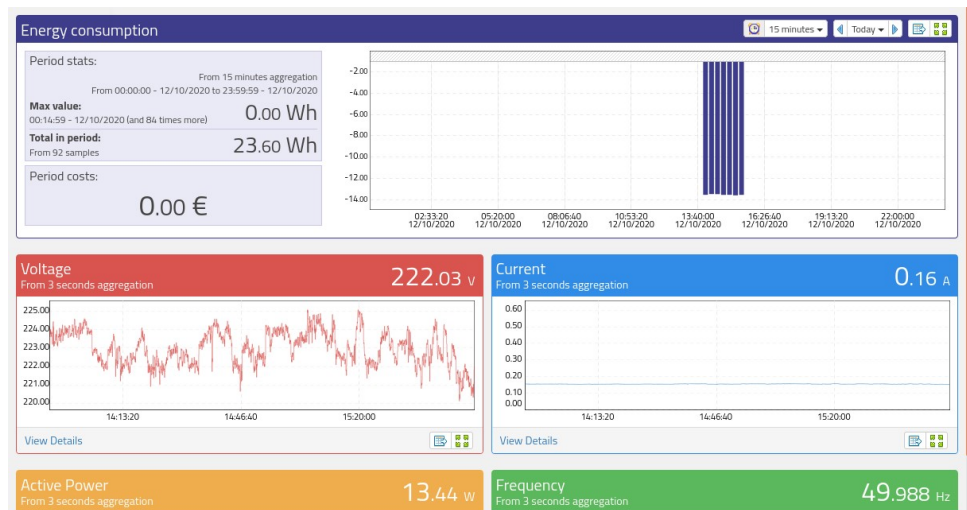 Energy consumption
15 minutes
Today
Period stats:
From 15 minutes aggregation
From 00:00:00 - 12/10/2020 to 23:59:59 - 12/10/2020
Max value:
00:14:59 - 12/10/2020 (and 84 times more)
0.00 Wh
Total in period:
From 92 samples
23.60 Wh
Period costs:
0.00 €
-2.00
-4.00
-6.00
-8.00
-10.00
-12.00
-14.00
02:33:20 05:20:00 08:06:40 10:53:20 13:40:00 16:26:40 19:13:20 22:00:00
12/10/2020 12/10/2020 12/10/2020 12/10/2020 12/10/2020 12/10/2020 12/10/2020 12/10/2020
Voltage
From 3 seconds aggregation
222.03 V
225.00
224.00
223.00
222.00
221.00
220.00
14:13:20 14:46:40 15:20:00
View Details
Current
From 3 seconds aggregation
0.16 A
0.60
0.50
0.40
0.30
0.20
0.10
0.00
14:13:20 14:46:40 15:20:00
View Details
Active Power
From 3 seconds aggregation
13.44 W
Frequency
From 3 seconds aggregation
49.988 Hz